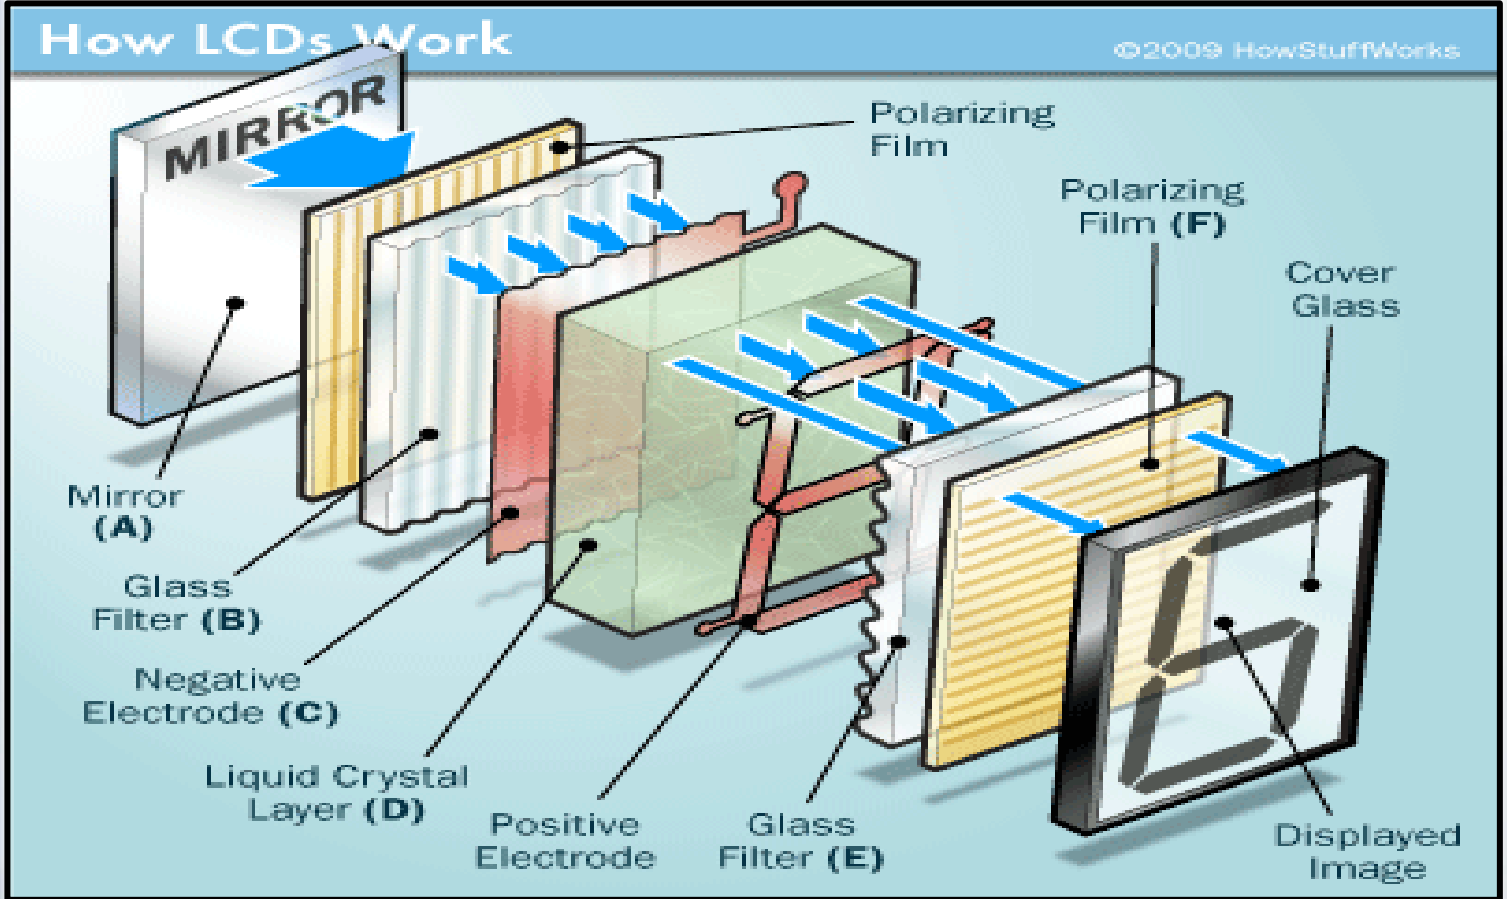 How LCDs Work
©2009 HowStuffWorks
MIRROR
Polarizing
Film
Polarizing
Film (F)
Cover
Glass
Mirror
(A)
Glass
Filter (B)
Negative
Electrode (C)
Liquid Crystal
Layer (D)
Positive
Electrode
Glass
Filter (E)
Displayed
Image